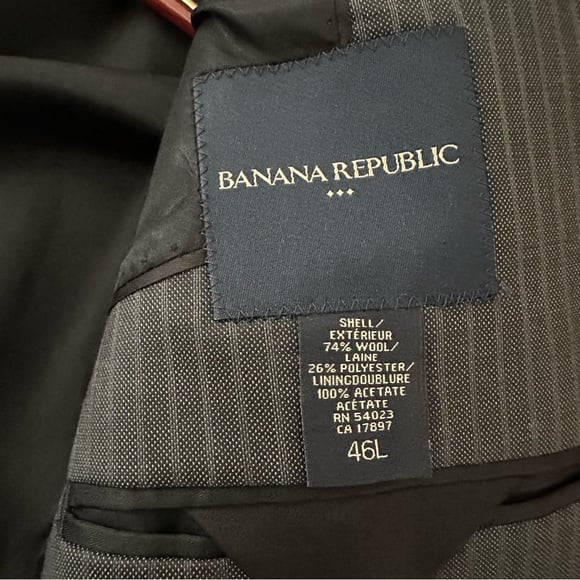 BANANA REPUBLIC
SHELL/
EXTÉRIEUR
74% WOOL/
LAINE
26% POLYESTER/
LININGDOUBLURE
100% ACETATE
ACÉTATE
RN 54023
CA 17897
46L